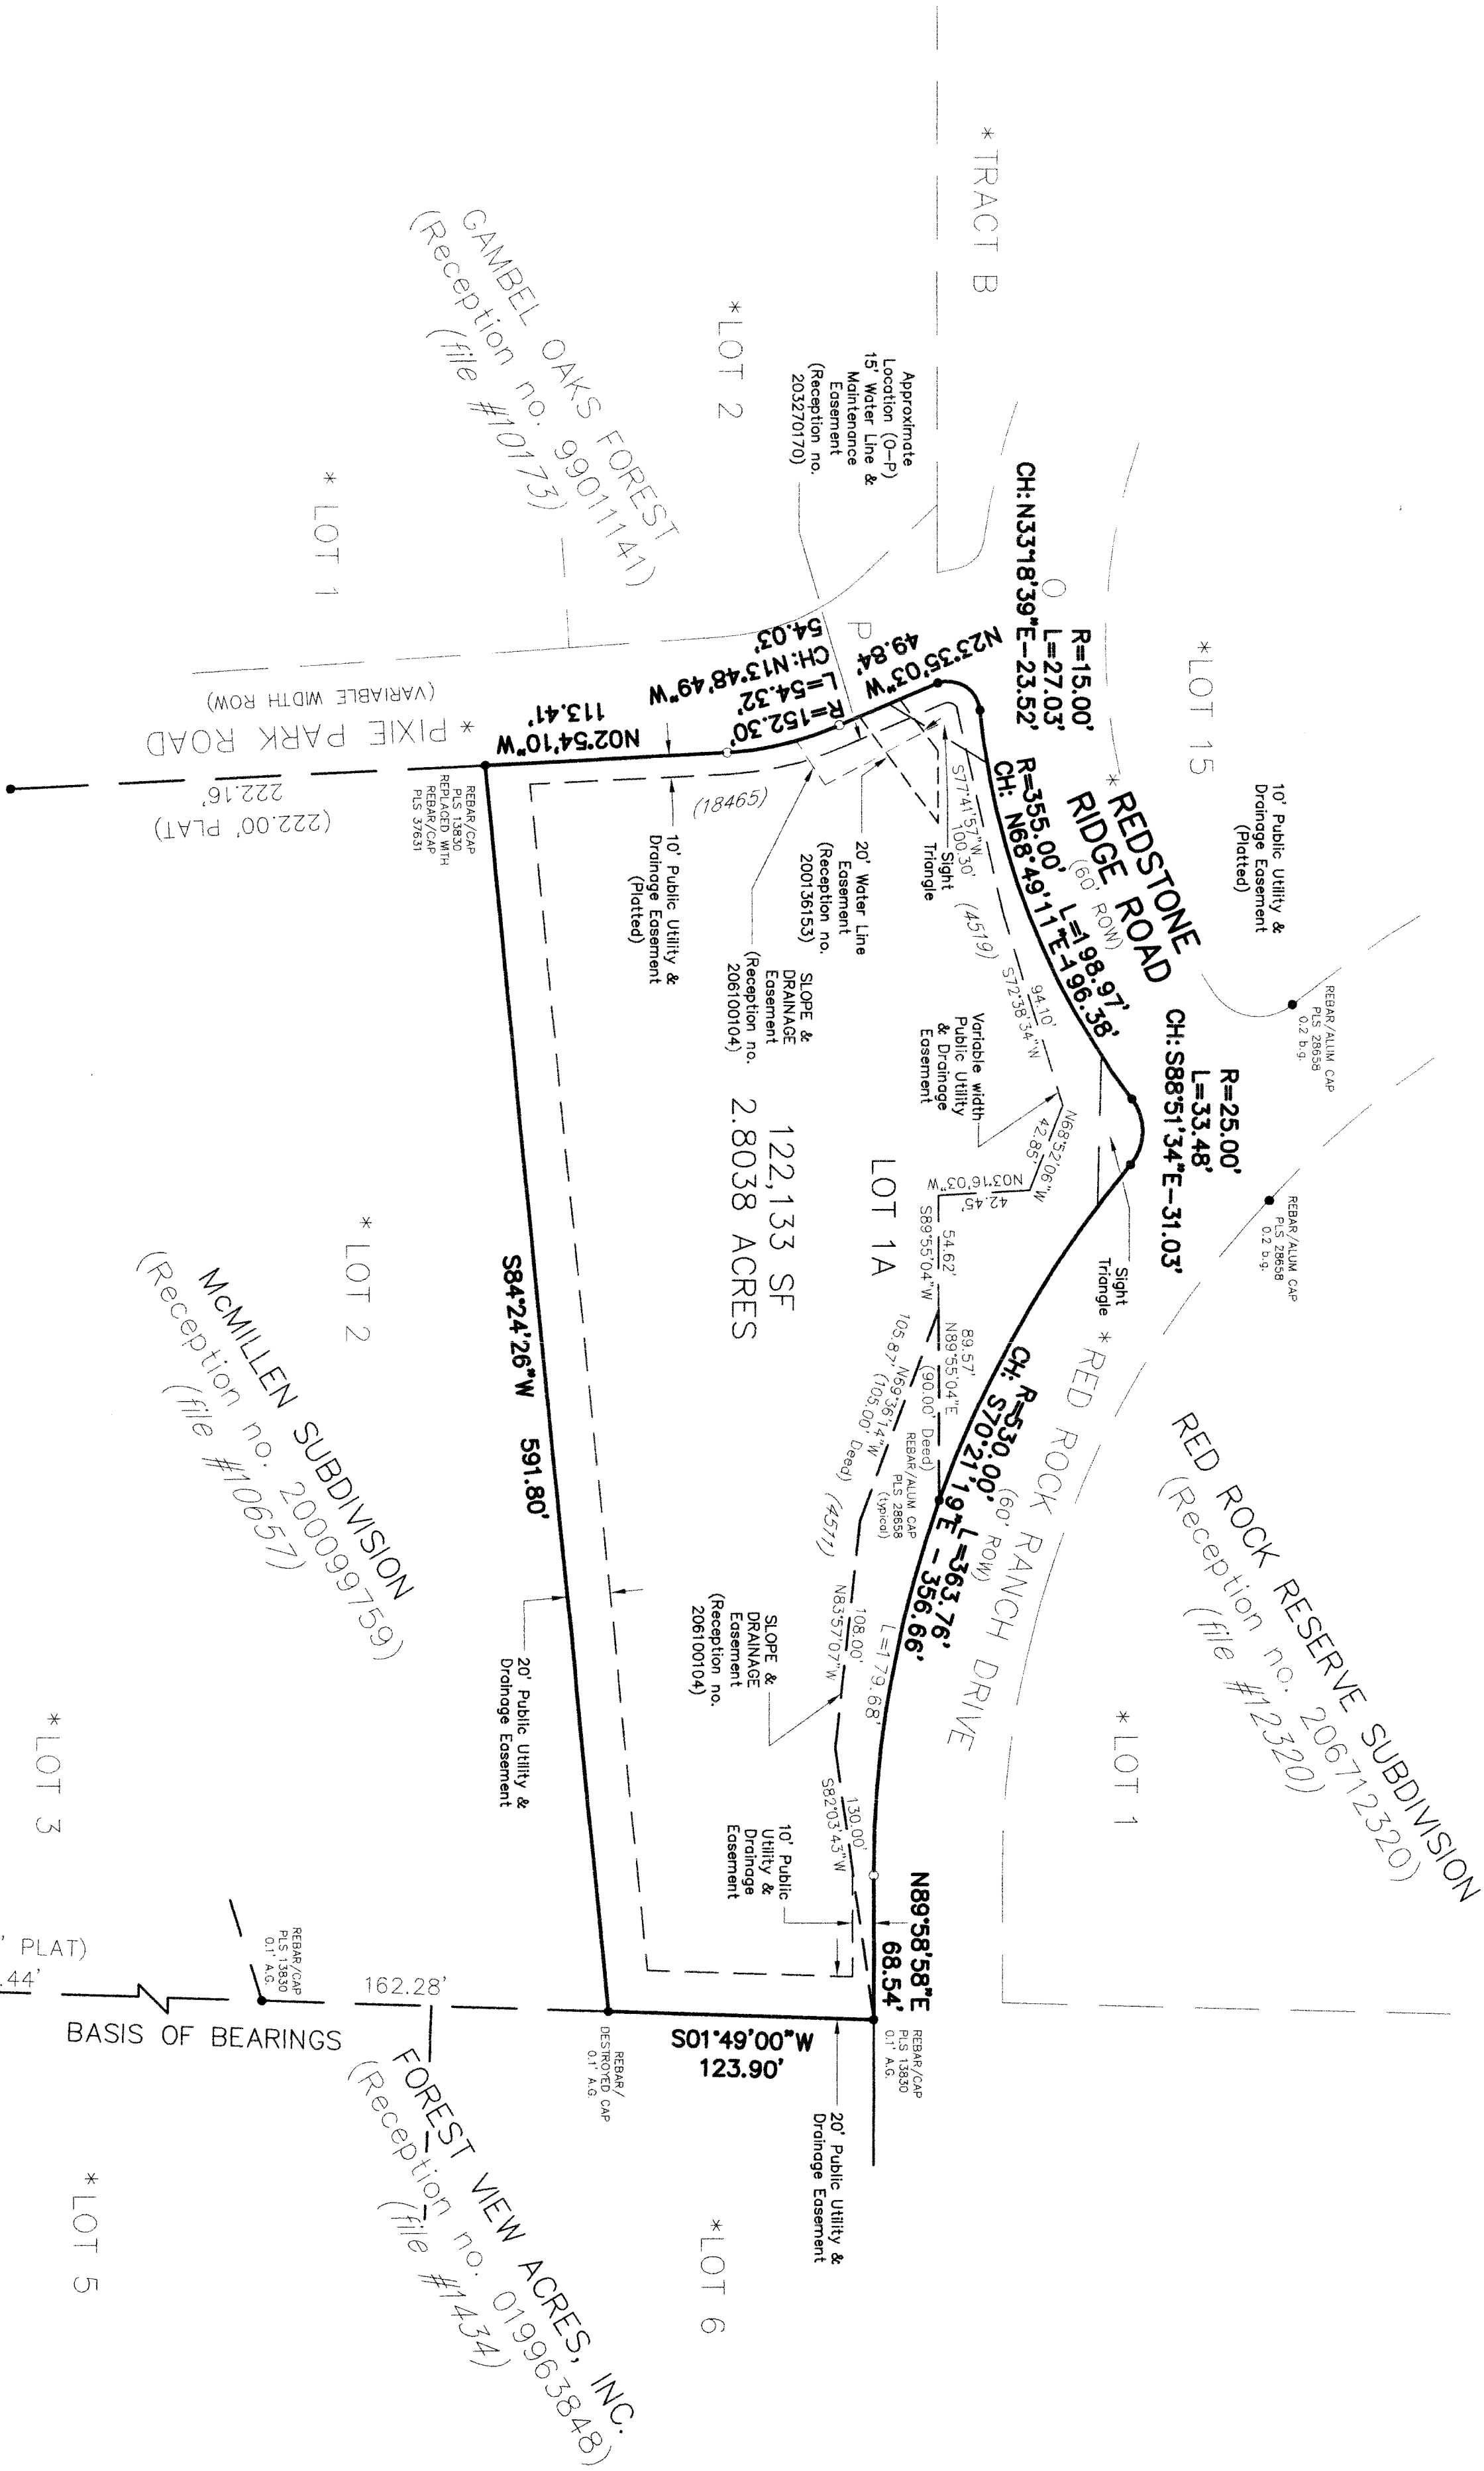 *TRACT B
*LOT 15
*LOT 2
GAMBEL OAKS FOREST
(Reception no. 99011141)
(file #10173)
* LOT 1
Approximate
Location (O-P)
15' Water Line &
Maintenance
Easement
(Reception no.
203270170)
R=15.00'
L=27.03'
CH: N33°18'39"E-23.52'
O
P
10' Public Utility &
Drainage Easement
(Platted)
* REDSTONE
RIDGE ROAD
(60' ROW)
R=355.00' L=198.97'
CH: N68°49'11"E-196.38'
R=25.00'
L=33.48'
CH: S88°51'34"E-31.03'
REBAR/ALUM CAP
PLS 28658
0.2 b.g.
REBAR/ALUM CAP
PLS 28658
0.2 b.g.
N23°35'03"W
49.84'
R=152.30'
L=54.32'
CH: N13°48'49"W
54.03'
N02°54'10"W
113.41'
* PIXIE PARK ROAD
(VARIABLE WIDTH ROW)
222.16'
(222.00' PLAT)
REBAR/CAP
PLS 13830
REPLACED WITH
REBAR/CAP
PLS 37631
(18465)
10' Public Utility &
Drainage Easement
(Platted)
SLOPE &
DRAINAGE
Easement
(Reception no.
206100104)
20' Water Line
Easement
(Reception no.
200136153)
Sight
Triangle
S77°41'57"W
100.30'
(4519)
94.10'
S72°38'34"W
Variable width
Public Utility
& Drainage
Easement
N68°52'06"W
42.85'
N03°16'03"W
42.45'
54.62'
S89°55'04"W
89.57'
N89°55'04"E
(90.00' Deed)
105.87' N69°36'14"W
(105.00' Deed)
(4517)
REBAR/ALUM CAP
PLS 28658
(typical)
Sight
Triangle
* RED ROCK RANCH DRIVE
(60' ROW)
R=530.00' L=363.76'
CH: S70°21'19"E - 356.66'
L=179.68'
108.00'
N83°57'07"W
130.00'
S82°03'43"W
SLOPE &
DRAINAGE
Easement
(Reception no.
206100104)
10' Public
Utility &
Drainage
Easement
LOT 1A
122,133 SF
2.8038 ACRES
S84°24'26"W 591.80'
20' Public Utility &
Drainage Easement
RED ROCK RESERVE SUBDIVISION
(Reception no. 206712320)
(file #12320)
*LOT 1
N89°58'58"E
68.54'
REBAR/CAP
PLS 13830
0.1' A.G.
S01°49'00"W
123.90'
20' Public Utility &
Drainage Easement
REBAR/
DESTROYED CAP
0.1' A.G.
* LOT 2
McMILLEN SUBDIVISION
(Reception no. 200099759)
(file #10657)
*LOT 3
REBAR/CAP
PLS 13830
0.1' A.G.
162.28'
' PLAT)
.44'
BASIS OF BEARINGS
FOREST VIEW ACRES, INC.
(Reception no. 019963848)
(file #1434)
*LOT 6
*LOT 5